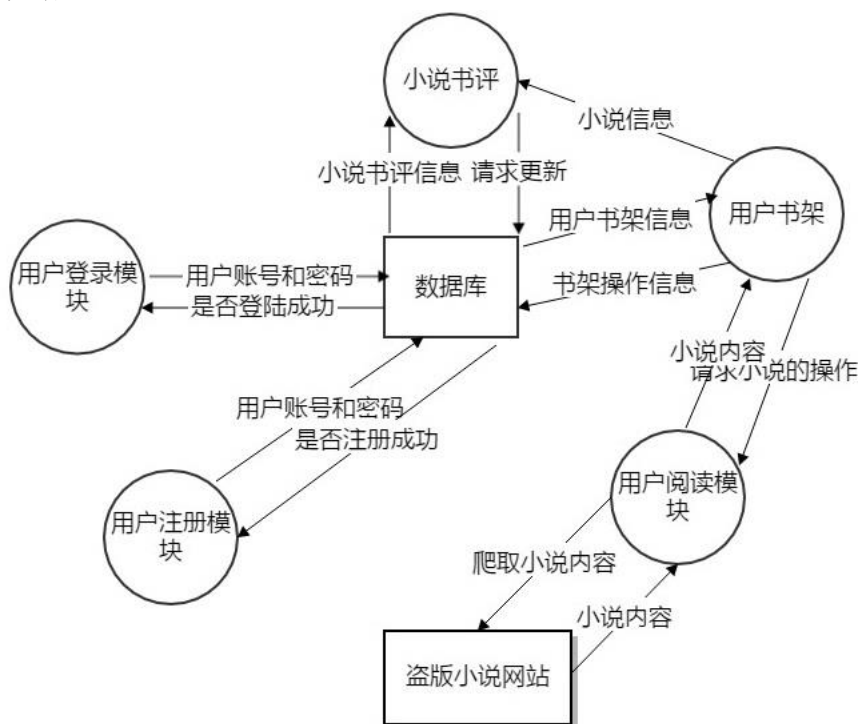 小说书评
小说信息
小说书评信息
请求更新
用户书架
用户书架信息
用户登录模
块
用户账号和密码
是否登陆成功
数据库
书架操作信息
小说内容
请求小说的操作
用户账号和密码
是否注册成功
用户阅读模
块
用户注册模
块
爬取小说内容
小说内容
盗版小说网站